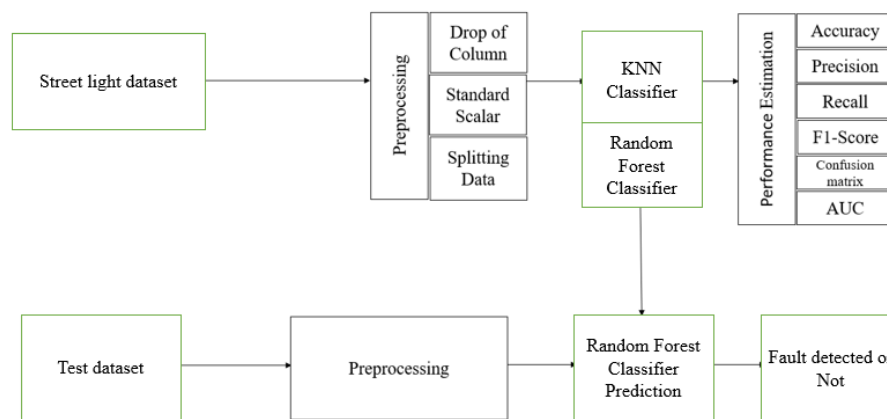 Street light dataset
Preprocessing
Drop of
Column
Standard
Scalar
Splitting
Data
KNN
Classifier
Random
Forest
Classifier
Performance Estimation
Accuracy
Precision
Recall
F1-Score
Confusion
matrix
AUC
Test dataset
Preprocessing
Random Forest
Classifier
Prediction
Fault detected o
Not